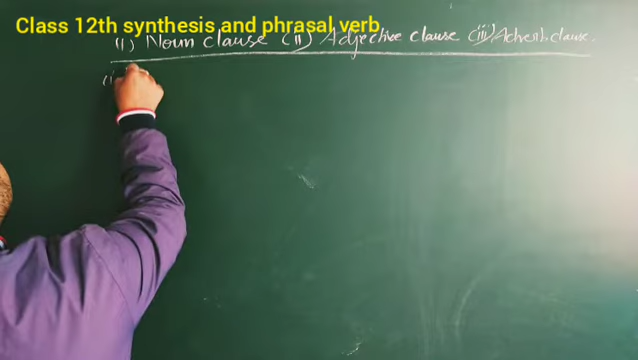 Class 12th synthesis and phrasal verb
(i) Noun clause (ii) Adjective clause (iii) Adverb clause.
(i